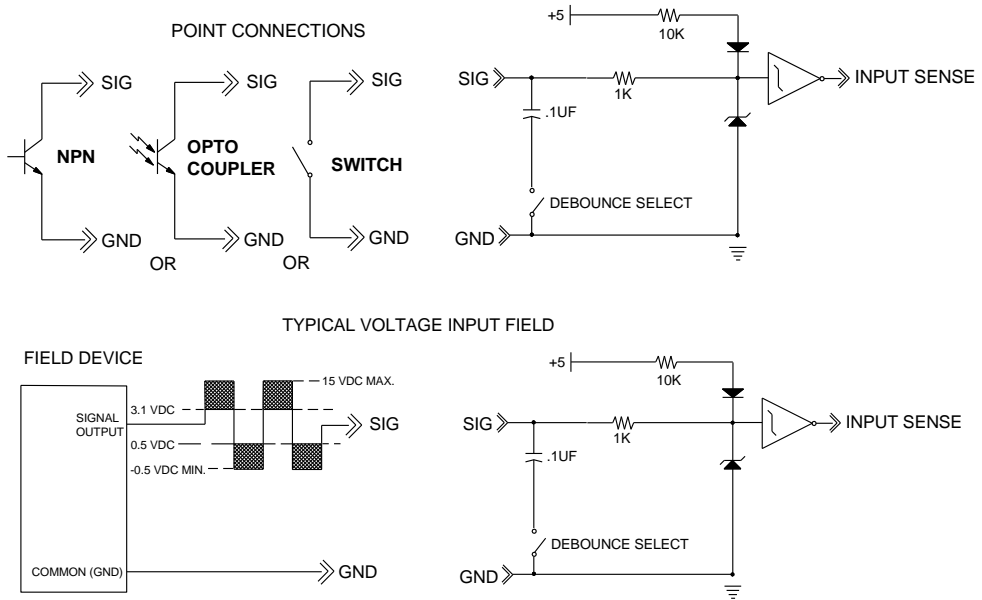 POINT CONNECTIONS
SIG
SIG
SIG
NPN
OPTO
COUPLER
SWITCH
GND
GND
GND
OR
OR
+5
10K
SIG
1K
INPUT SENSE
.1UF
DEBOUNCE SELECT
GND
TYPICAL VOLTAGE INPUT FIELD
FIELD DEVICE
15 VDC MAX.
3.1 VDC
SIGNAL
OUTPUT
SIG
0.5 VDC
-0.5 VDC MIN.
COMMON (GND)
GND
+5
10K
SIG
1K
INPUT SENSE
.1UF
DEBOUNCE SELECT
GND